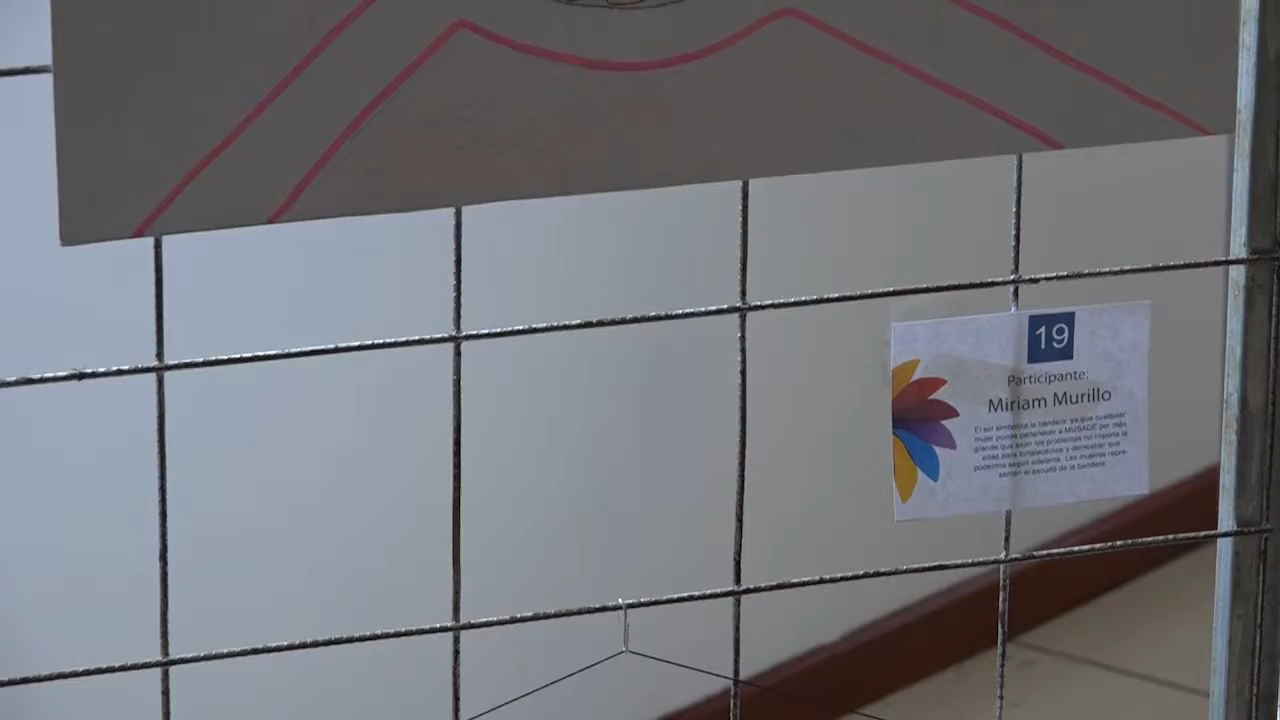 19
Participante:
Miriam Murillo
El sol simboliza la bandera, ya que cualquier
mujer puede pertenecer a MUSADE por más
grande que sean los problemas no importa la
edad para fortalecernos y demostrar que
podemos seguir adelante. Las mujeres repre-
sentan el escudo de la bandera